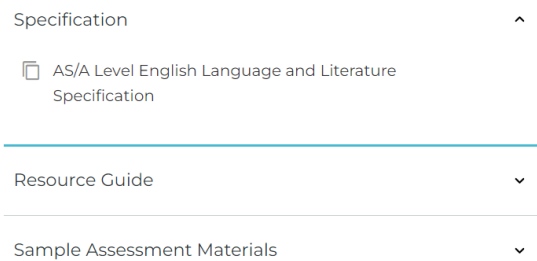 Specification
AS/A Level English Language and Literature
Specification
Resource Guide
Sample Assessment Materials